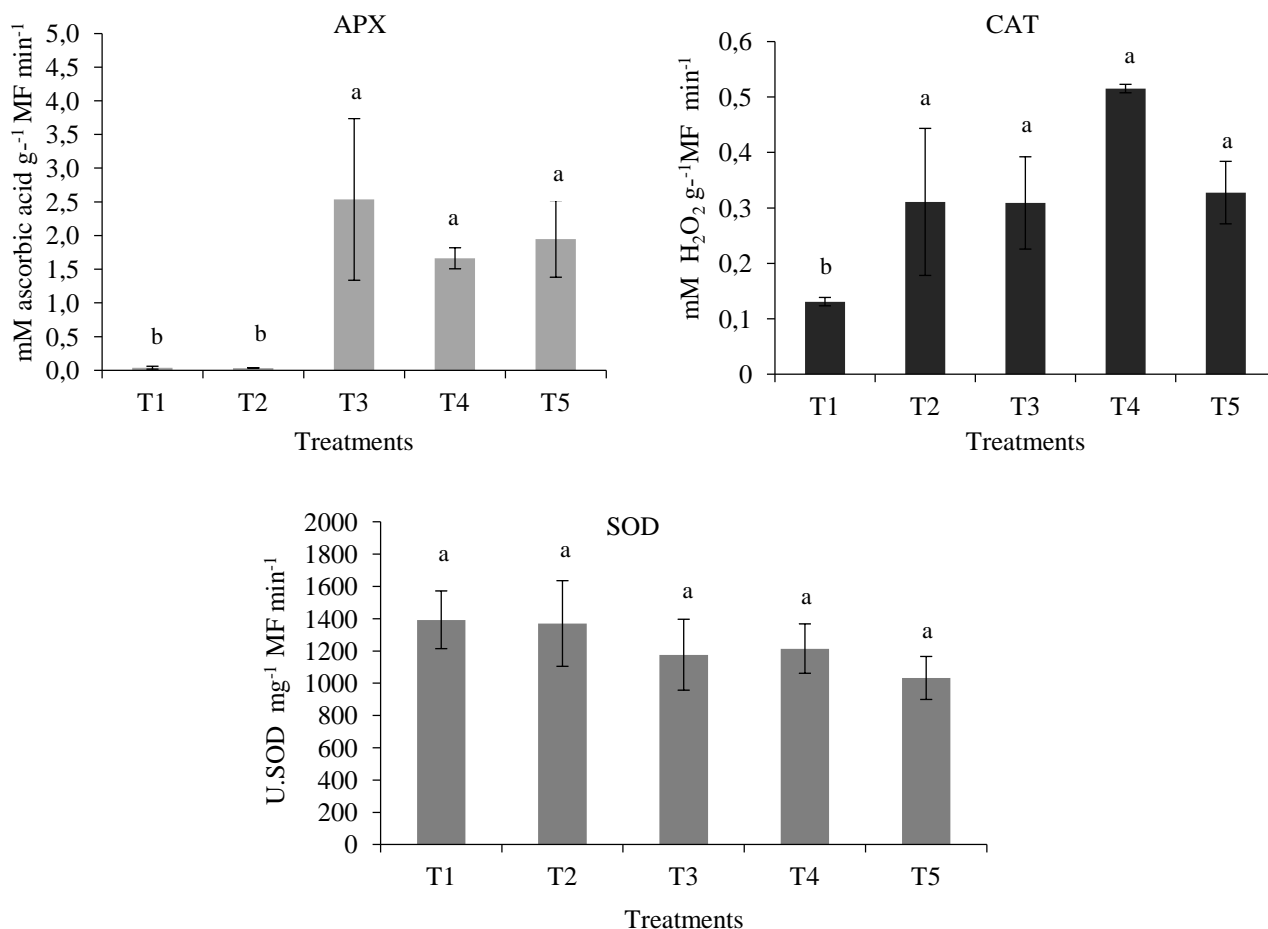 APX
mM ascorbic acid g-⁻¹ MF min⁻¹
5,0
4,5
4,0
3,5
3,0
2,5
2,0
1,5
1,0
0,5
0,0
b
b
a
a
a
T1 T2 T3 T4 T5
Treatments
CAT
mM H₂O₂ g-⁻¹MF min⁻¹
0,6
0,5
0,4
0,3
0,2
0,1
0
b
a
a
a
a
T1 T2 T3 T4 T5
Treatments
SOD
U.SOD mg⁻¹ MF min⁻¹
2000
1800
1600
1400
1200
1000
800
600
400
200
0
a
a
a
a
a
T1 T2 T3 T4 T5
Treatments